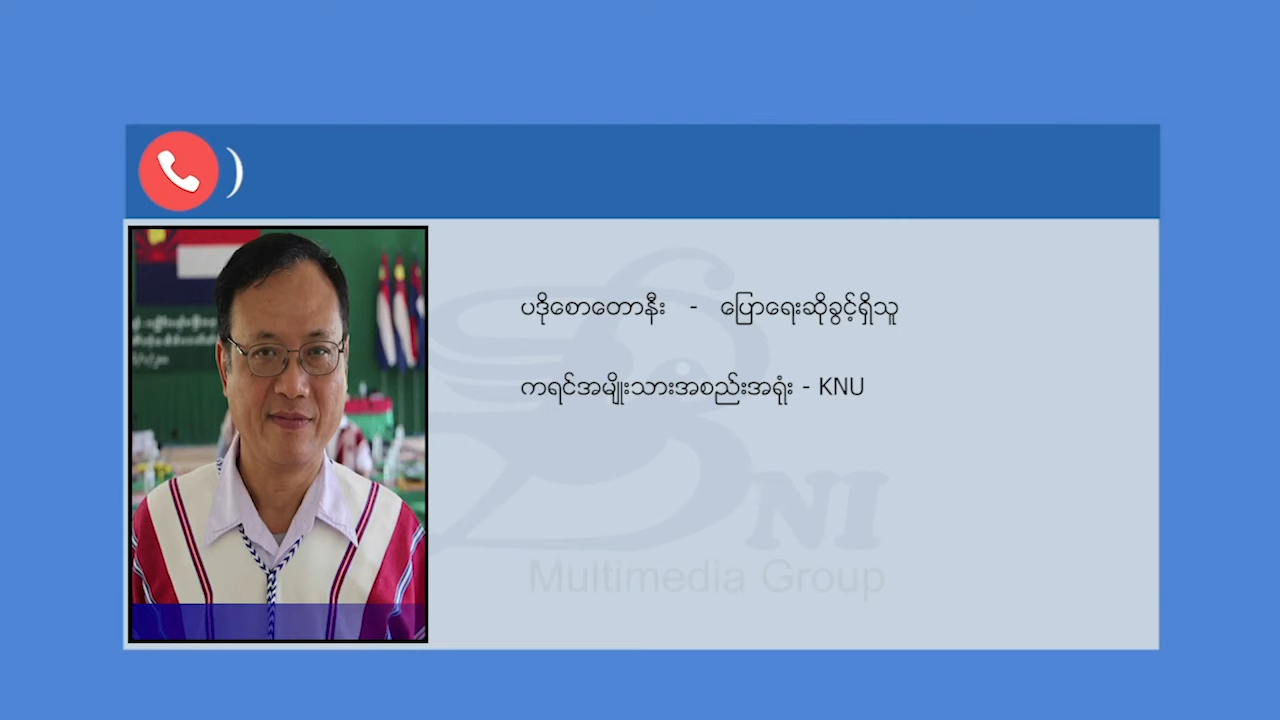 ပဒိုစောတောနီး - ပြောရေးဆိုခွင့်ရှိသူ
ကရင်အမျိုးသားအစည်းအရုံး - KNU
BNI
Multimedia Group